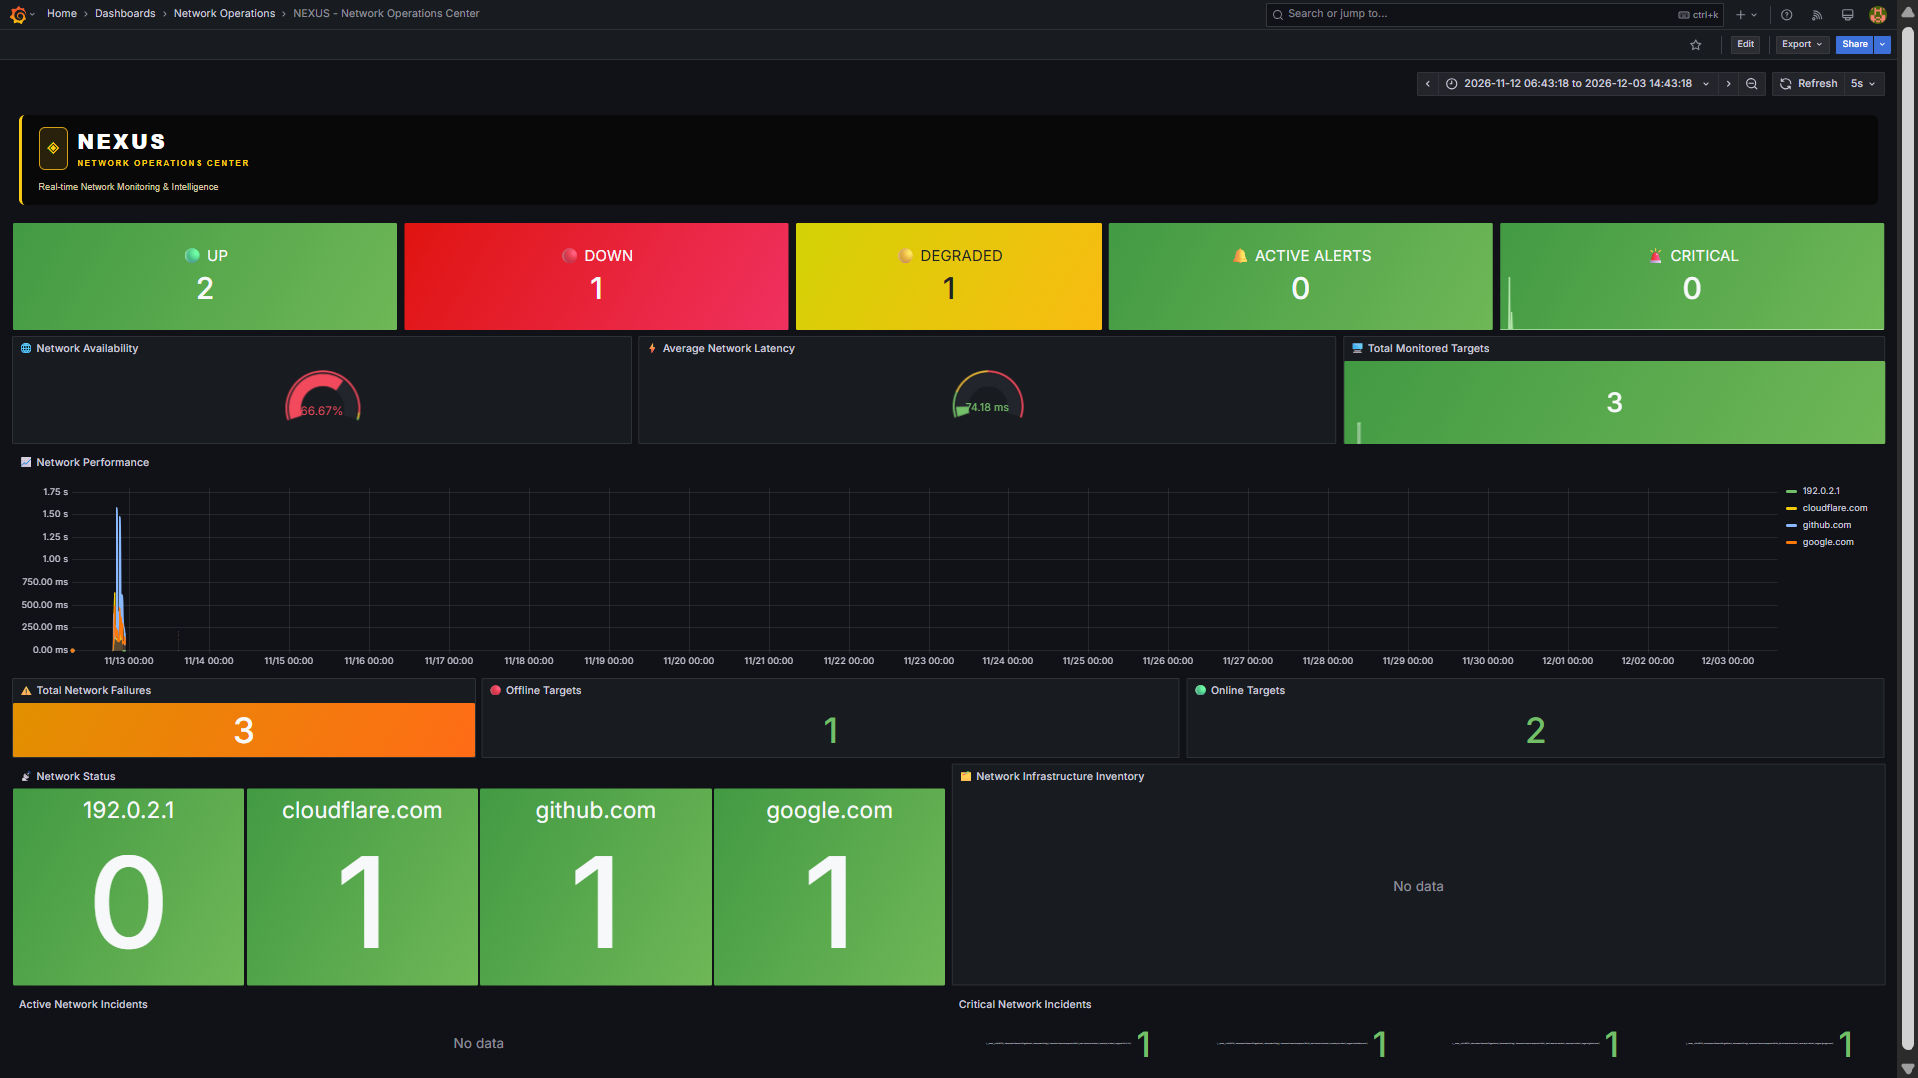 Home › Dashboards › Network Operations › NEXUS - Network Operations Center
Search or jump to...
ctrl+k
Edit
Export
Share
2026-11-12 06:43:18 to 2026-12-03 14:43:18
Refresh
5s
NEXUS
NETWORK OPERATIONS CENTER
Real-time Network Monitoring & Intelligence
UP
2
DOWN
1
DEGRADED
1
ACTIVE ALERTS
0
CRITICAL
0
Network Availability
66.67%
Average Network Latency
74.18 ms
Total Monitored Targets
3
Network Performance
1.75 s
1.50 s
1.25 s
1.00 s
750.00 ms
500.00 ms
250.00 ms
0.00 ms
11/13 00:00
11/14 00:00
11/15 00:00
11/16 00:00
11/17 00:00
11/18 00:00
11/19 00:00
11/20 00:00
11/21 00:00
11/22 00:00
11/23 00:00
11/24 00:00
11/25 00:00
11/26 00:00
11/27 00:00
11/28 00:00
11/29 00:00
11/30 00:00
12/01 00:00
12/02 00:00
12/03 00:00
192.0.2.1
cloudflare.com
github.com
google.com
Total Network Failures
3
Offline Targets
1
Online Targets
2
Network Status
192.0.2.1
0
cloudflare.com
1
github.com
1
google.com
1
Network Infrastructure Inventory
No data
Active Network Incidents
No data
Critical Network Incidents
1
1
1
1